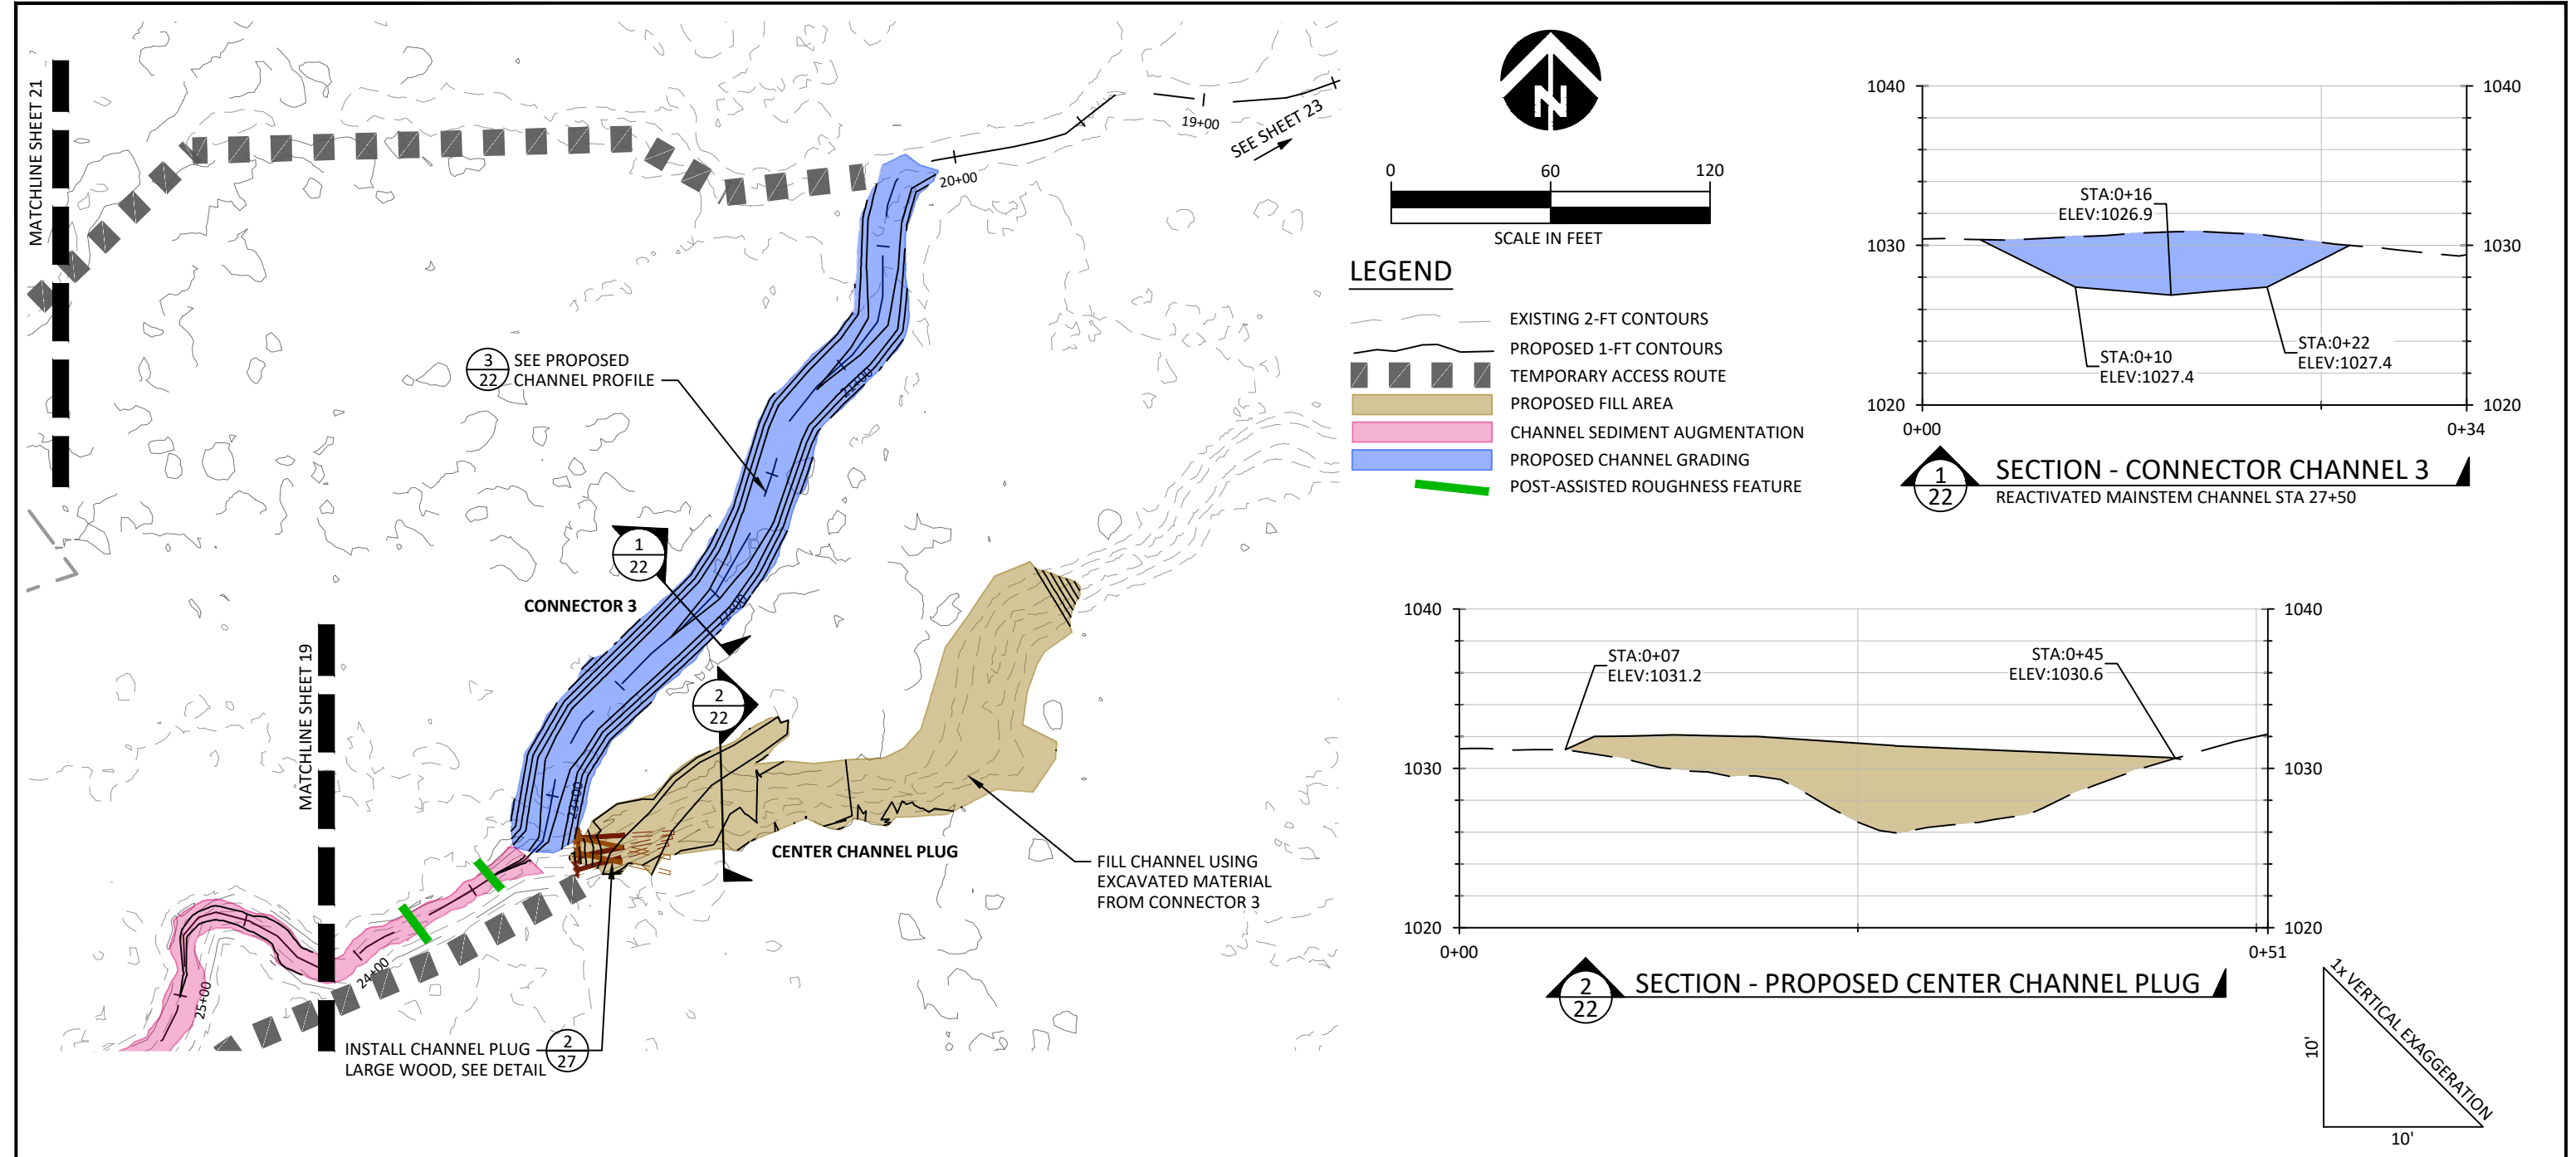 MATCHLINE SHEET 21
3
22
SEE PROPOSED
CHANNEL PROFILE
1
22
CONNECTOR 3
2
22
MATCHLINE SHEET 19
CENTER CHANNEL PLUG
FILL CHANNEL USING
EXCAVATED MATERIAL
FROM CONNECTOR 3
INSTALL CHANNEL PLUG
LARGE WOOD, SEE DETAIL
2
27
19+00
SEE SHEET 23
20+00
21+00
22+00
23+00
24+00
25+00
N
0 60 120
SCALE IN FEET
LEGEND
EXISTING 2-FT CONTOURS
PROPOSED 1-FT CONTOURS
TEMPORARY ACCESS ROUTE
PROPOSED FILL AREA
CHANNEL SEDIMENT AUGMENTATION
PROPOSED CHANNEL GRADING
POST-ASSISTED ROUGHNESS FEATURE
1040 1040
STA:0+16
ELEV:1026.9
1030 1030
STA:0+10
ELEV:1027.4
STA:0+22
ELEV:1027.4
1020 1020
0+00 0+34
1
22
SECTION - CONNECTOR CHANNEL 3
REACTIVATED MAINSTEM CHANNEL STA 27+50
1040 1040
STA:0+07
ELEV:1031.2
STA:0+45
ELEV:1030.6
1030 1030
1020 1020
0+00 0+51
2
22
SECTION - PROPOSED CENTER CHANNEL PLUG
1x VERTICAL EXAGGERATION
10'
10'